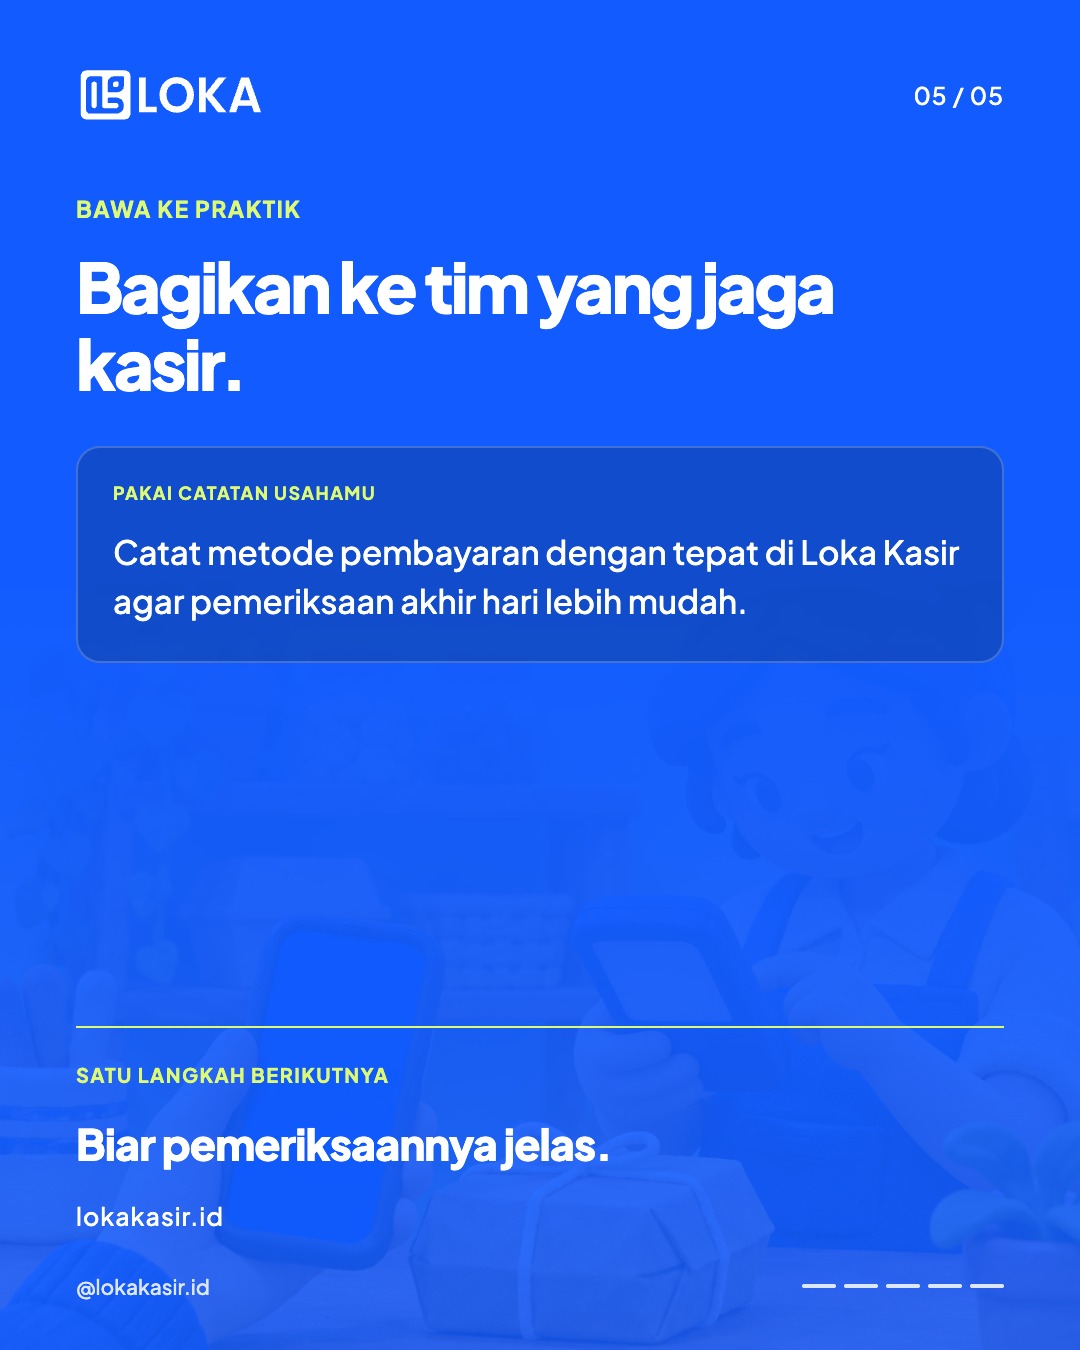 LOKA
05 / 05
BAWA KE PRAKTIK
Bagikan ke tim yang jaga
kasir.
PAKAI CATATAN USAHAMU
Catat metode pembayaran dengan tepat di Loka Kasir
agar pemeriksaan akhir hari lebih mudah.
SATU LANGKAH BERIKUTNYA
Biar pemeriksaannya jelas.
lokakasir.id
@lokakasir.id